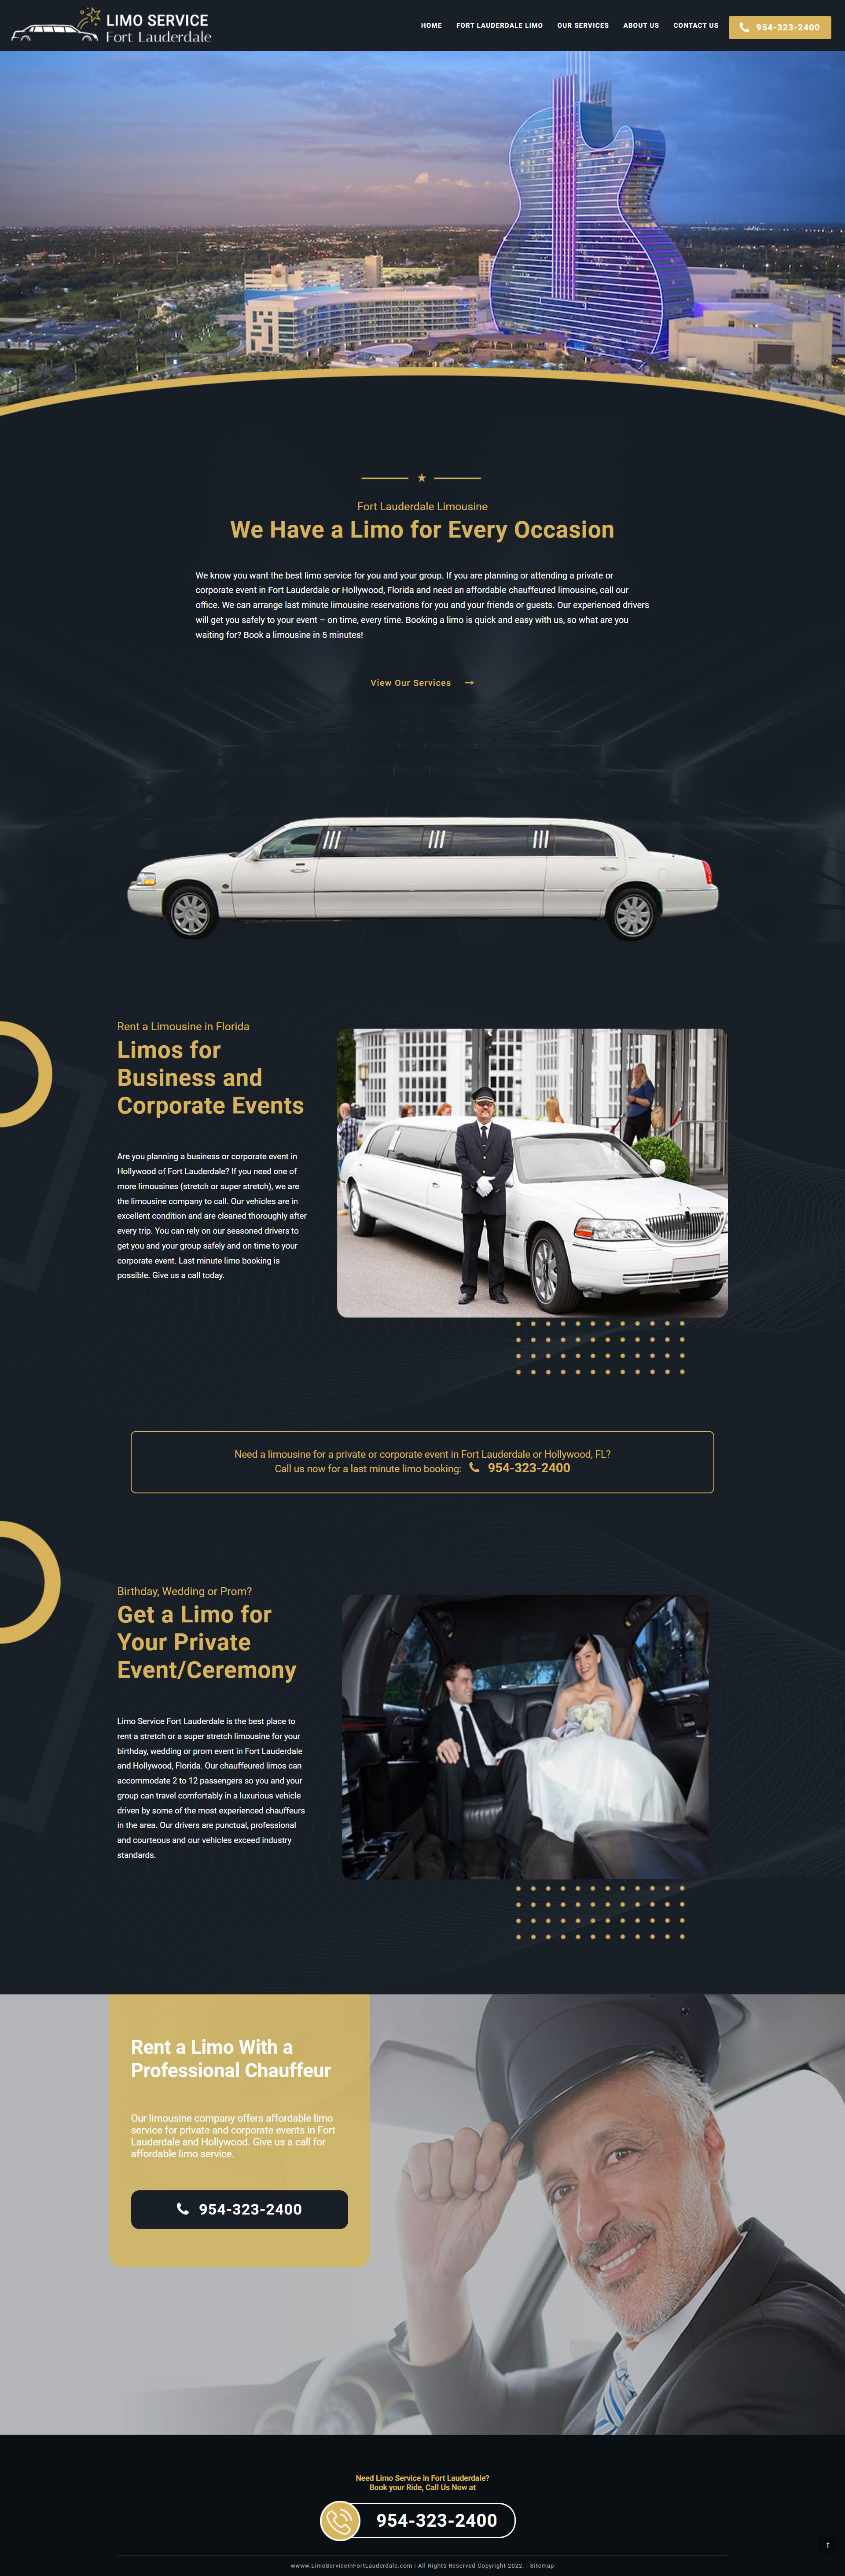 LIMO SERVICE
Fort Lauderdale
HOME FORT LAUDERDALE LIMO OUR SERVICES ABOUT US CONTACT US 954-323-2400
Fort Lauderdale Limousine
We Have a Limo for Every Occasion
We know you want the best limo service for you and your group. If you are planning or attending a private or
corporate event in Fort Lauderdale or Hollywood, Florida and need an affordable chauffeured limousine, call our
office. We can arrange last minute limousine reservations for you and your friends or guests. Our experienced drivers
will get you safely to your event – on time, every time. Booking a limo is quick and easy with us, so what are you
waiting for? Book a limousine in 5 minutes!
View Our Services →
Rent a Limousine in Florida
Limos for
Business and
Corporate Events
Are you planning a business or corporate event in
Hollywood of Fort Lauderdale? If you need one of
more limousines (stretch or super stretch), we are
the limousine company to call. Our vehicles are in
excellent condition and are cleaned thoroughly after
every trip. You can rely on our seasoned drivers to
get you and your group safely and on time to your
corporate event. Last minute limo booking is
possible. Give us a call today.
Need a limousine for a private or corporate event in Fort Lauderdale or Hollywood, FL?
Call us now for a last minute limo booking: 954-323-2400
Birthday, Wedding or Prom?
Get a Limo for
Your Private
Event/Ceremony
Limo Service Fort Lauderdale is the best place to
rent a stretch or a super stretch limousine for your
birthday, wedding or prom event in Fort Lauderdale
and Hollywood, Florida. Our chauffeured limos can
accommodate 2 to 12 passengers so you and your
group can travel comfortably in a luxurious vehicle
driven by some of the most experienced chauffeurs
in the area. Our drivers are punctual, professional
and courteous and our vehicles exceed industry
standards.
Rent a Limo With a
Professional Chauffeur
Our limousine company offers affordable limo
service for private and corporate events in Fort
Lauderdale and Hollywood. Give us a call for
affordable limo service.
954-323-2400
Need Limo Service in Fort Lauderdale?
Book your Ride, Call Us Now at
954-323-2400
↑
wwww.LimoServiceInFortLauderdale.com | All Rights Reserved Copyright 2022. | Sitemap